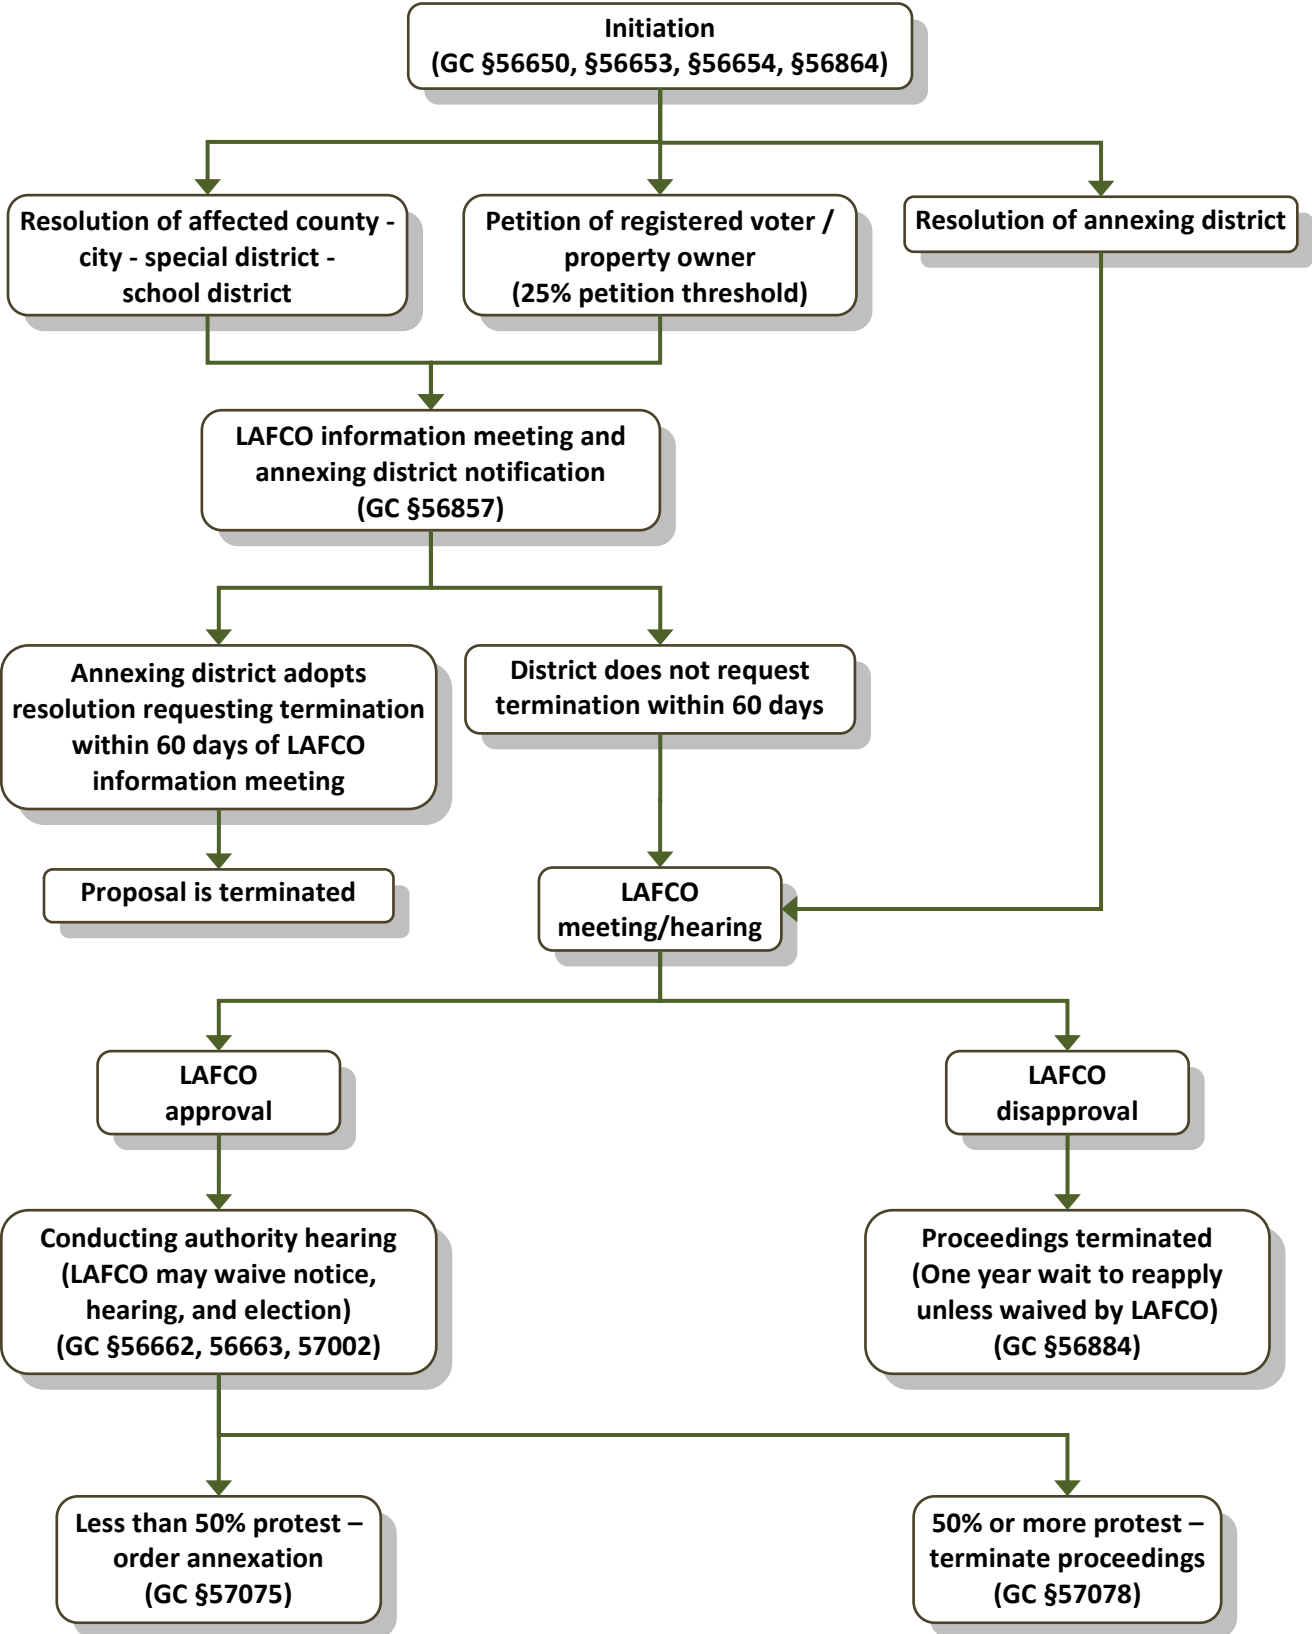 Initiation
(GC §56650, §56653, §56654, §56864)
Resolution of affected county -
city - special district -
school district
Petition of registered voter /
property owner
(25% petition threshold)
Resolution of annexing district
LAFCO information meeting and
annexing district notification
(GC §56857)
Annexing district adopts
resolution requesting termination
within 60 days of LAFCO
information meeting
District does not request
termination within 60 days
Proposal is terminated
LAFCO
meeting/hearing
LAFCO
approval
LAFCO
disapproval
Conducting authority hearing
(LAFCO may waive notice,
hearing, and election)
(GC §56662, 56663, 57002)
Proceedings terminated
(One year wait to reapply
unless waived by LAFCO)
(GC §56884)
Less than 50% protest –
order annexation
(GC §57075)
50% or more protest –
terminate proceedings
(GC §57078)